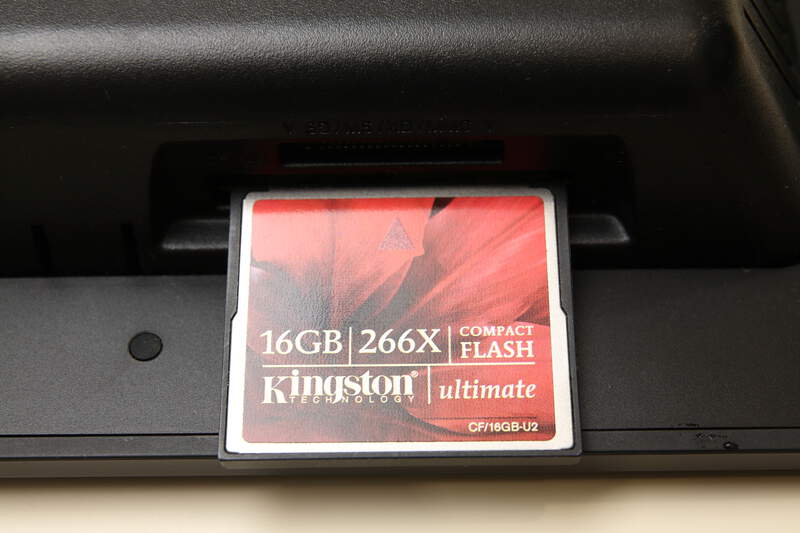 16GB 266X COMPACT FLASH
Kingston® ultimate
TECHNOLOGY
CF/16GB-U2